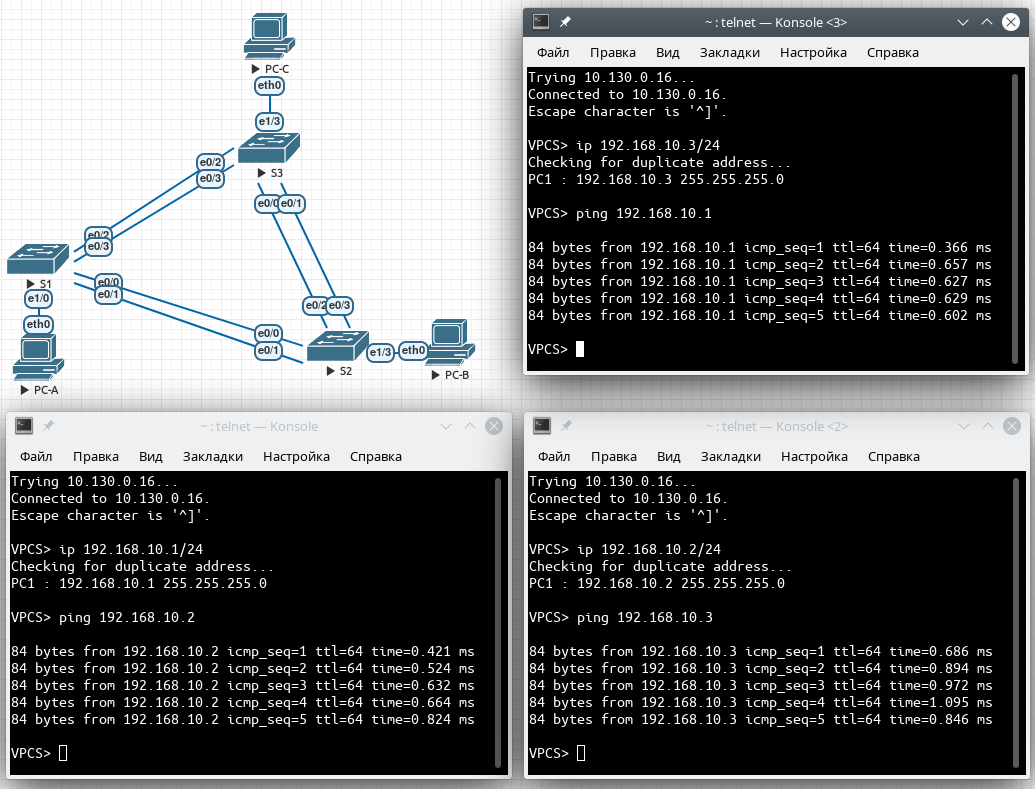 PC-C
eth0
e1/3
S3
e0/2
e0/3
e0/0
e0/1
e0/2
e0/3
S1
e0/0
e0/1
e1/0
eth0
PC-A
e0/2
e0/3
e0/0
e0/1
S2
e1/3
eth0
PC-B
~ : telnet — Konsole <3>
Файл Правка Вид Закладки Настройка Справка
Trying 10.130.0.16...
Connected to 10.130.0.16.
Escape character is '^]'.
VPCS> ip 192.168.10.3/24
Checking for duplicate address...
PC1 : 192.168.10.3 255.255.255.0
VPCS> ping 192.168.10.1
84 bytes from 192.168.10.1 icmp_seq=1 ttl=64 time=0.366 ms
84 bytes from 192.168.10.1 icmp_seq=2 ttl=64 time=0.657 ms
84 bytes from 192.168.10.1 icmp_seq=3 ttl=64 time=0.627 ms
84 bytes from 192.168.10.1 icmp_seq=4 ttl=64 time=0.629 ms
84 bytes from 192.168.10.1 icmp_seq=5 ttl=64 time=0.602 ms
VPCS>
~ : telnet — Konsole
Файл Правка Вид Закладки Настройка Справка
Trying 10.130.0.16...
Connected to 10.130.0.16.
Escape character is '^]'.
VPCS> ip 192.168.10.1/24
Checking for duplicate address...
PC1 : 192.168.10.1 255.255.255.0
VPCS> ping 192.168.10.2
84 bytes from 192.168.10.2 icmp_seq=1 ttl=64 time=0.421 ms
84 bytes from 192.168.10.2 icmp_seq=2 ttl=64 time=0.524 ms
84 bytes from 192.168.10.2 icmp_seq=3 ttl=64 time=0.632 ms
84 bytes from 192.168.10.2 icmp_seq=4 ttl=64 time=0.664 ms
84 bytes from 192.168.10.2 icmp_seq=5 ttl=64 time=0.824 ms
VPCS>
~ : telnet — Konsole <2>
Файл Правка Вид Закладки Настройка Справка
Trying 10.130.0.16...
Connected to 10.130.0.16.
Escape character is '^]'.
VPCS> ip 192.168.10.2/24
Checking for duplicate address...
PC1 : 192.168.10.2 255.255.255.0
VPCS> ping 192.168.10.3
84 bytes from 192.168.10.3 icmp_seq=1 ttl=64 time=0.686 ms
84 bytes from 192.168.10.3 icmp_seq=2 ttl=64 time=0.894 ms
84 bytes from 192.168.10.3 icmp_seq=3 ttl=64 time=0.972 ms
84 bytes from 192.168.10.3 icmp_seq=4 ttl=64 time=1.095 ms
84 bytes from 192.168.10.3 icmp_seq=5 ttl=64 time=0.846 ms
VPCS>